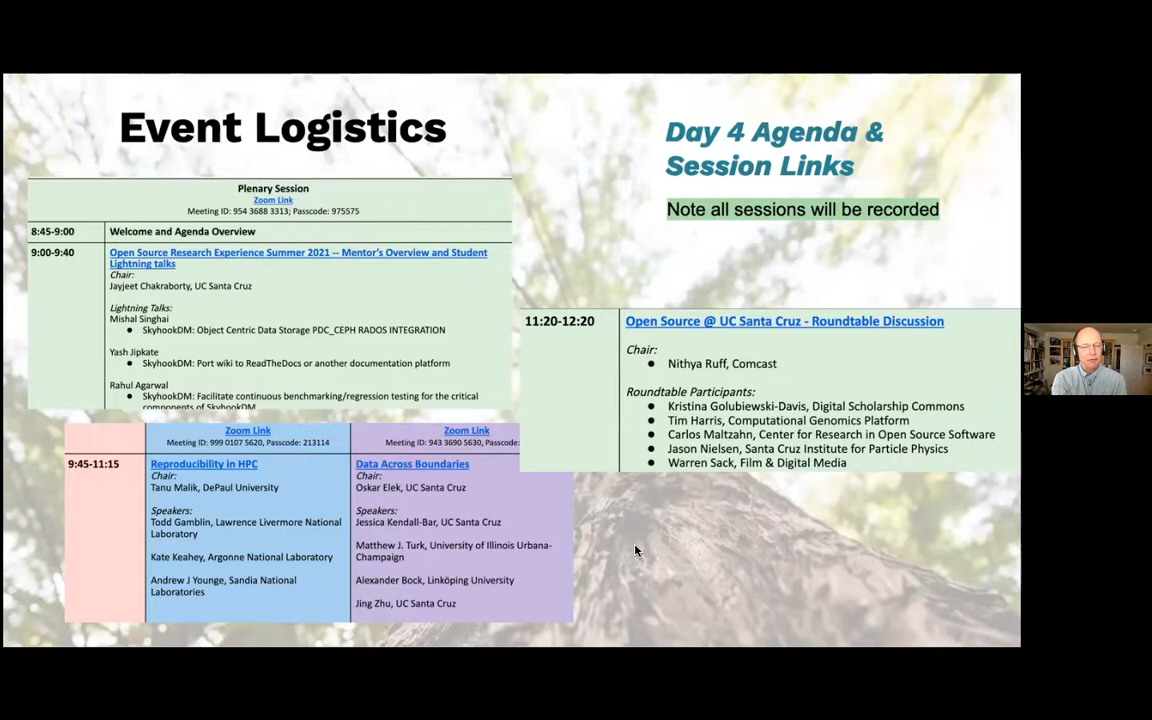 Event Logistics
Day 4 Agenda &
Session Links
Note all sessions will be recorded
Plenary Session
Zoom Link
Meeting ID: 954 3688 3313; Passcode: 975575
8:45-9:00 Welcome and Agenda Overview
9:00-9:40 Open Source Research Experience Summer 2021 -- Mentor's Overview and Student
Lightning talks
Chair:
Jayjeet Chakraborty, UC Santa Cruz
Lightning Talks:
Mishal Singhai
● SkyhookDM: Object Centric Data Storage PDC_CEPH RADOS INTEGRATION
Yash Jipkate
● SkyhookDM: Port wiki to ReadTheDocs or another documentation platform
Rahul Agarwal
● SkyhookDM: Facilitate continuous benchmarking/regression testing for the critical
components of SkyhookDM
11:20-12:20 Open Source @ UC Santa Cruz - Roundtable Discussion
Chair:
● Nithya Ruff, Comcast
Roundtable Participants:
● Kristina Golubiewski-Davis, Digital Scholarship Commons
● Tim Harris, Computational Genomics Platform
● Carlos Maltzahn, Center for Research in Open Source Software
● Jason Nielsen, Santa Cruz Institute for Particle Physics
● Warren Sack, Film & Digital Media
9:45-11:15
Zoom Link
Meeting ID: 999 0107 5620, Passcode: 213114
Reproducibility in HPC
Chair:
Tanu Malik, DePaul University
Speakers:
Todd Gamblin, Lawrence Livermore National
Laboratory
Kate Keahey, Argonne National Laboratory
Andrew J Younge, Sandia National
Laboratories
Zoom Link
Meeting ID: 943 3690 5630, Passcode:
Data Across Boundaries
Chair:
Oskar Elek, UC Santa Cruz
Speakers:
Jessica Kendall-Bar, UC Santa Cruz
Matthew J. Turk, University of Illinois Urbana-
Champaign
Alexander Bock, Linköping University
Jing Zhu, UC Santa Cruz